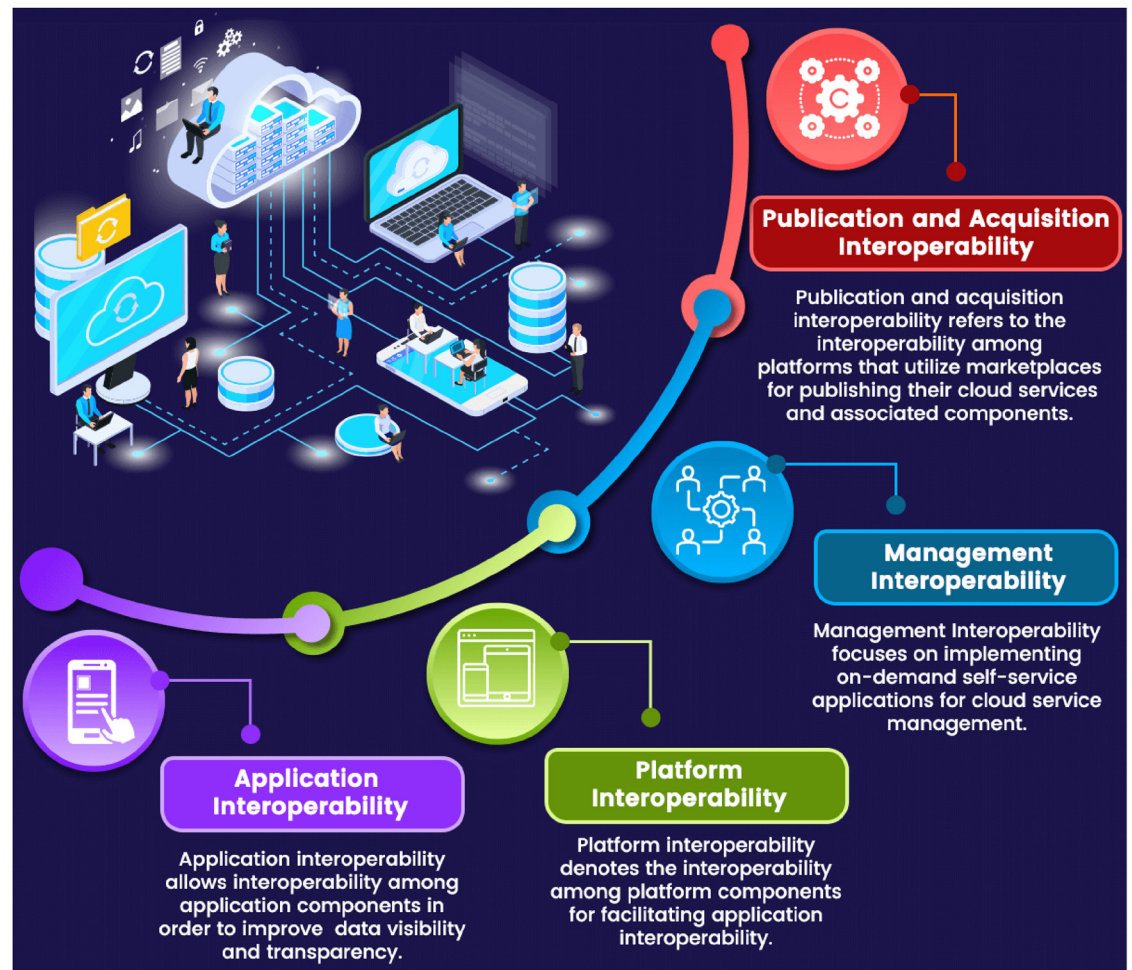 Publication and Acquisition
Interoperability
Publication and acquisition
interoperability refers to the
interoperability among
platforms that utilize marketplaces
for publishing their cloud services
and associated components.
Management
Interoperability
Management Interoperability
focuses on implementing
on-demand self-service
applications for cloud service
management.
Platform
Interoperability
Platform interoperability
denotes the interoperability
among platform components
for facilitating application
interoperability.
Application
Interoperability
Application interoperability
allows interoperability among
application components in
order to improve data visibility
and transparency.